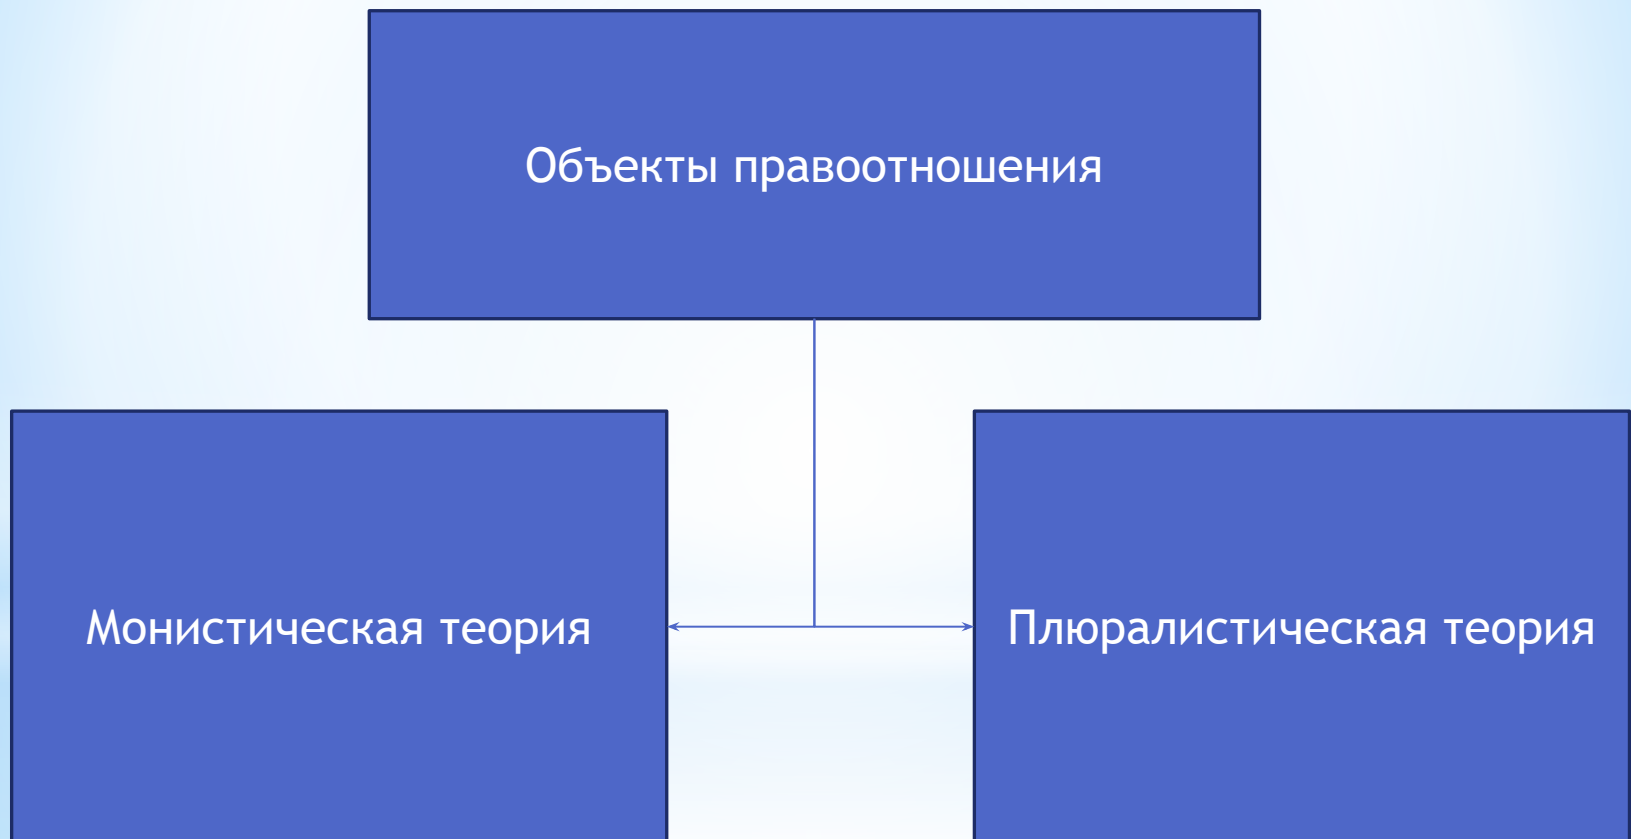 Объекты правоотношения
Монистическая теория
Плюралистическая теория